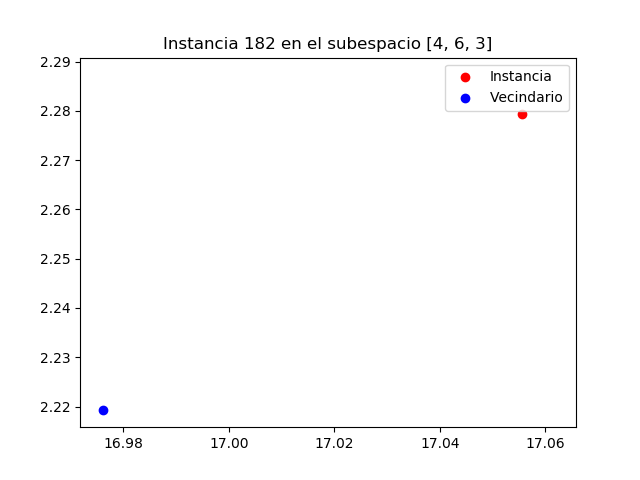 Instancia 182 en el subespacio [4, 6, 3]
2.29
2.28
2.27
2.26
2.25
2.24
2.23
2.22
Instancia
Vecindario
16.98 17.00 17.02 17.04 17.06